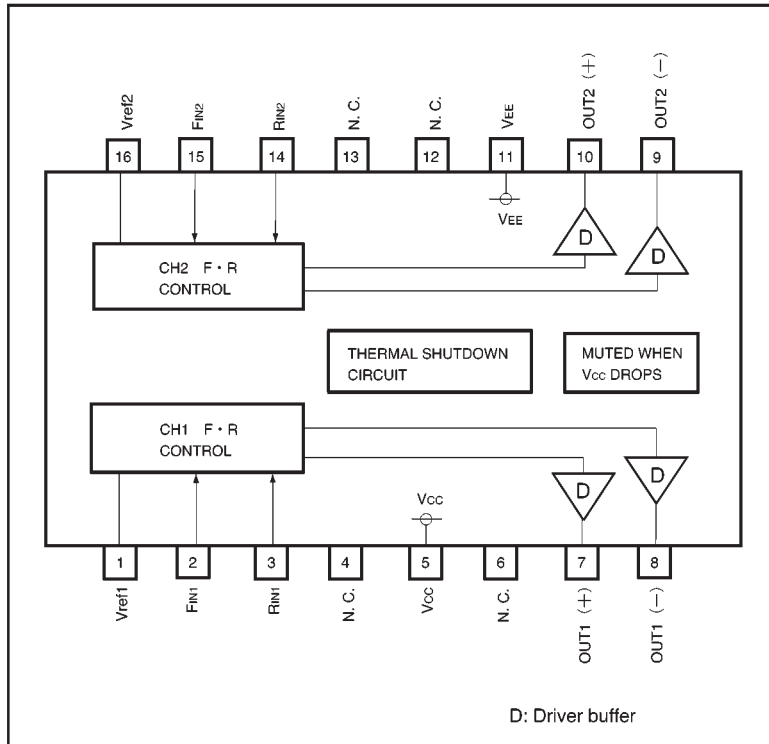 Vref2
FIN2
RIN2
N. C.
N. C.
VEE
OUT2 (+)
OUT2 (−)
16
15
14
13
12
11
10
9
VEE
D
D
CH2 F・R
CONTROL
THERMAL SHUTDOWN
CIRCUIT
MUTED WHEN
VCC DROPS
CH1 F・R
CONTROL
D
D
VCC
1
2
3
4
5
6
7
8
Vref1
FIN1
RIN1
N. C.
VCC
N. C.
OUT1 (+)
OUT1 (−)
D: Driver buffer